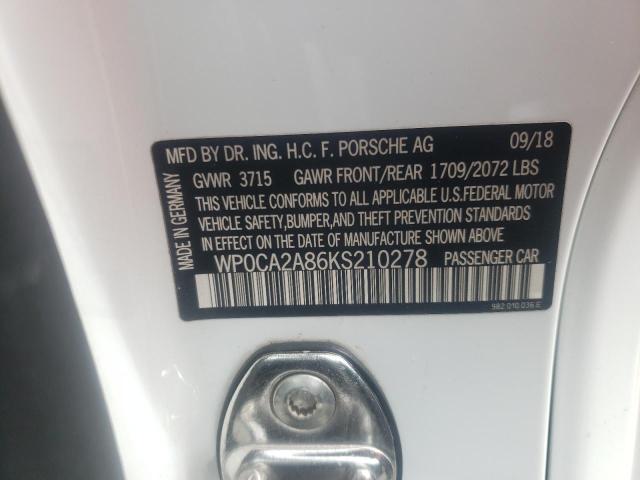 MFD BY DR. ING. H.C. F. PORSCHE AG 09/18
GVWR 3715 GAWR FRONT/REAR 1709/2072 LBS
THIS VEHICLE CONFORMS TO ALL APPLICABLE U.S.FEDERAL MOTOR
VEHICLE SAFETY,BUMPER,AND THEFT PREVENTION STANDARDS
IN EFFECT ON THE DATE OF MANUFACTURE SHOWN ABOVE
WP0CA2A86KS210278 PASSENGER CAR
982 010 036 E
MADE IN GERMANY